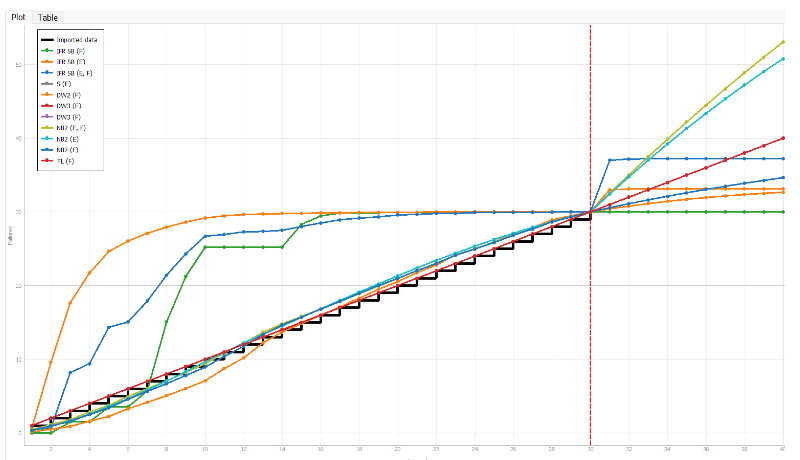 Plot Table
Imported data
IFR SB (F)
IFR SB (E)
IFR SB (E, F)
S (E)
DW2 (F)
DW3 (E)
DW3 (F)
NB2 (E, F)
NB2 (E)
NB2 (F)
TL (F)
Failures
50
40
30
20
10
0
2 4 6 8 10 12 14 16 18 20 22 24 26 28 30 32 34 36 38 40